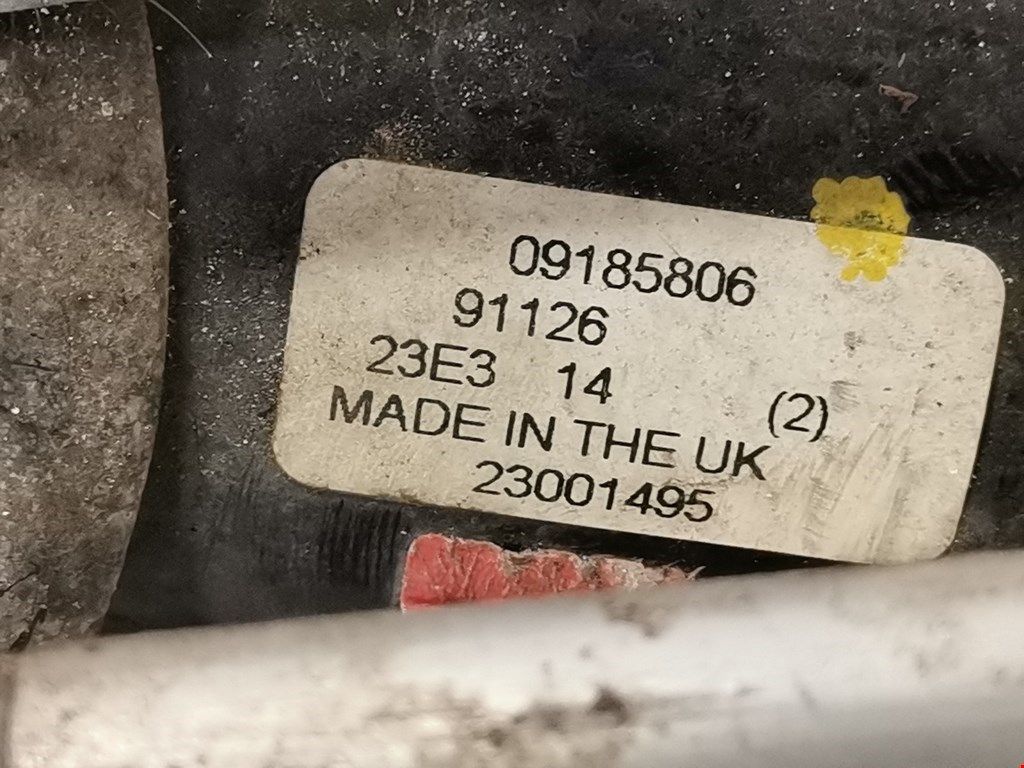 09185806
91126
23E3 14 (2)
MADE IN THE UK
23001495